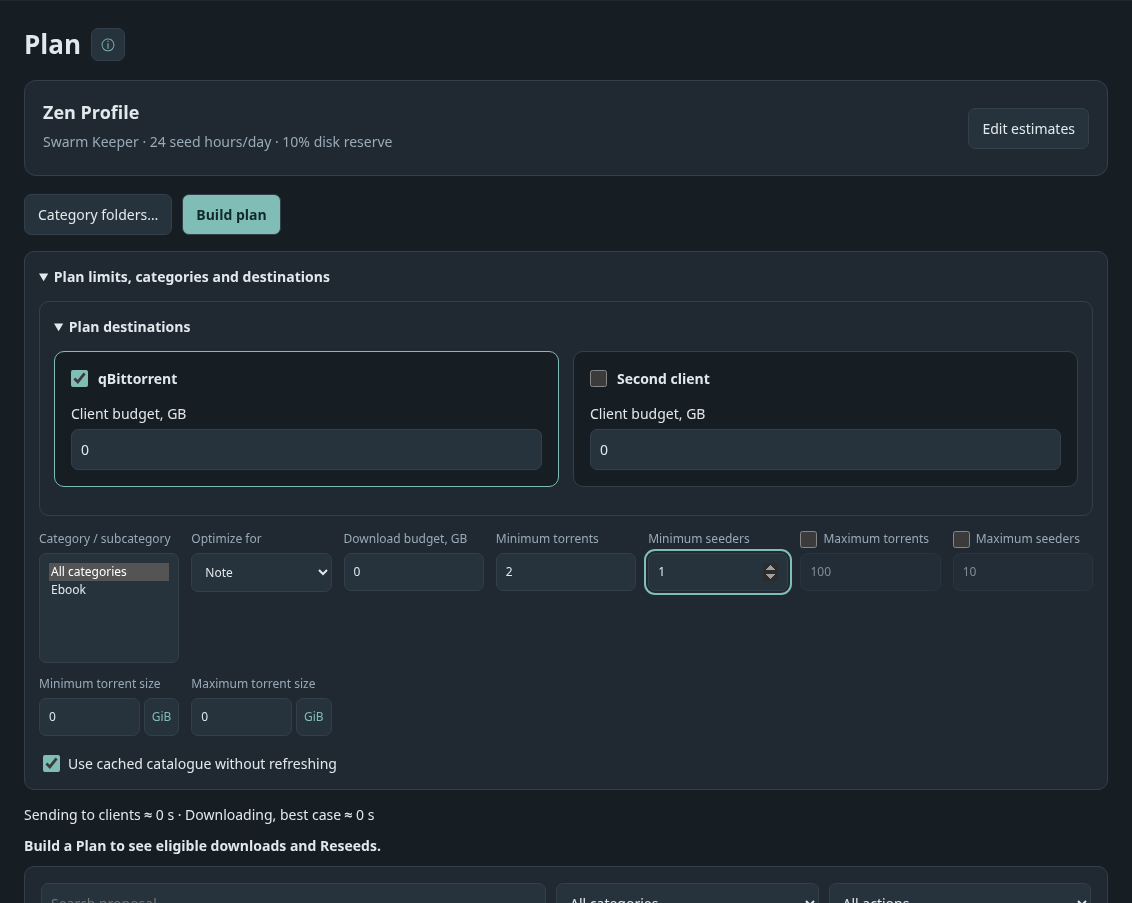 Plan ⓘ
Zen Profile
Swarm Keeper · 24 seed hours/day · 10% disk reserve
Edit estimates
Category folders...
Build plan
▼ Plan limits, categories and destinations
▼ Plan destinations
qBittorrent
Client budget, GB
0
Second client
Client budget, GB
0
Category / subcategory
All categories
Ebook
Optimize for
Note
Download budget, GB
0
Minimum torrents
2
Minimum seeders
1
Maximum torrents
100
Maximum seeders
10
Minimum torrent size
0 GiB
Maximum torrent size
0 GiB
Use cached catalogue without refreshing
Sending to clients ≈ 0 s · Downloading, best case ≈ 0 s
Build a Plan to see eligible downloads and Reseeds.
Search proposal
All categories
All actions